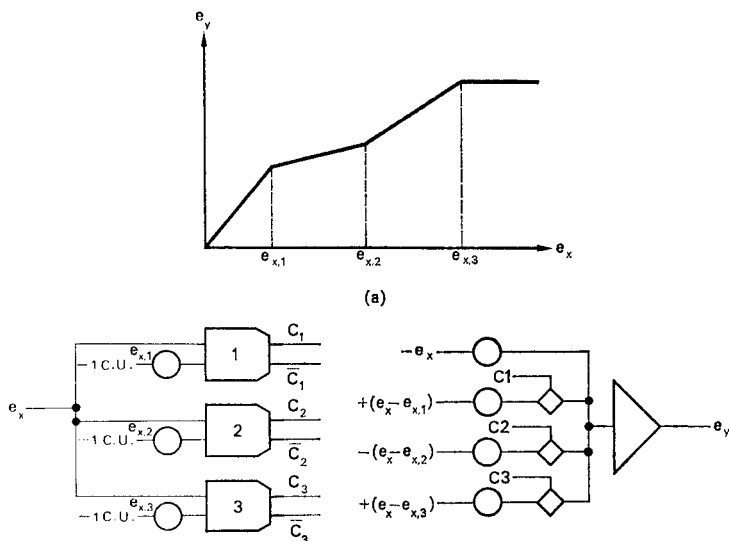 e_y
e_x,1
e_x,2
e_x,3
e_x
(a)
e_x
-1 C.U.
e_x,1
1
C_1
C̅_1
-1 C.U.
e_x,2
2
C_2
C̅_2
-1 C.U.
e_x,3
3
C_3
C̅_3
-e_x
C1
+(e_x-e_x,1)
C2
-(e_x-e_x,2)
C3
+(e_x-e_x,3)
e_y